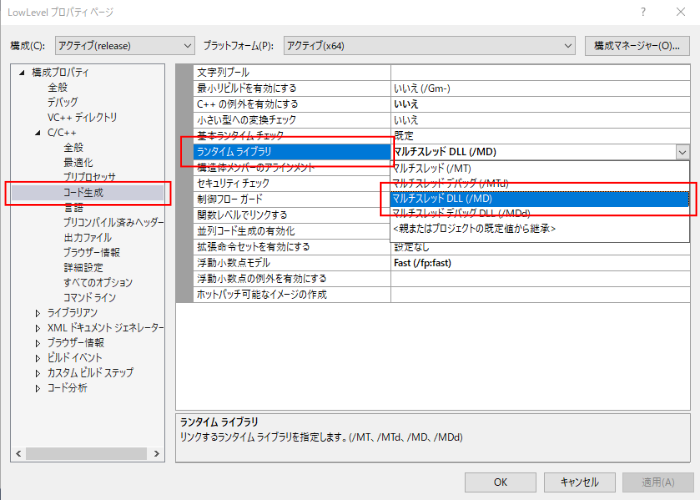 LowLevel プロパティ ページ
構成(C):
アクティブ(release)
プラットフォーム(P):
アクティブ(x64)
構成マネージャー(O)...
構成プロパティ
全般
デバッグ
VC++ ディレクトリ
C/C++
全般
最適化
プリプロセッサ
コード生成
言語
プリコンパイル済みヘッダー
出力ファイル
ブラウザー情報
詳細設定
すべてのオプション
コマンド ライン
ライブラリアン
XML ドキュメント ジェネレーター
ブラウザー情報
ビルド イベント
カスタム ビルド ステップ
コード分析
文字列プール
最小リビルドを有効にする いいえ (/Gm-)
C++ の例外を有効にする いいえ
小さい型への変換チェック いいえ
基本ランタイム チェック 既定
ランタイム ライブラリ マルチスレッド DLL (/MD)
構造体メンバーのアラインメント マルチスレッド (/MT)
セキュリティ チェック マルチスレッド デバッグ (/MTd)
制御フロー ガード マルチスレッド DLL (/MD)
関数レベルでリンクする マルチスレッド デバッグ DLL (/MDd)
並列コード生成の有効化 <親またはプロジェクトの既定値から継承>
拡張命令セットを有効にする 設定なし
浮動小数点モデル Fast (/fp:fast)
浮動小数点の例外を有効にする
ホットパッチ可能なイメージの作成
ランタイム ライブラリ
リンクするランタイム ライブラリを指定します。(/MT、/MTd、/MD、/MDd)
OK
キャンセル
適用(A)